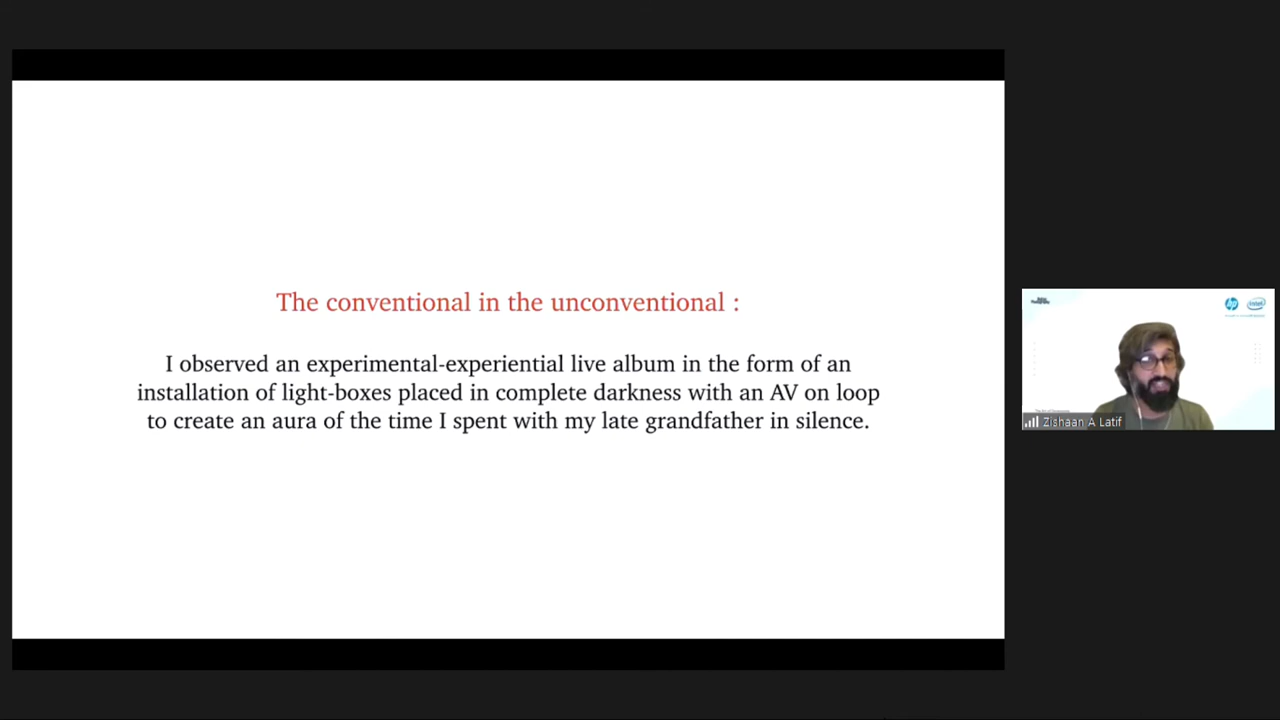 The conventional in the unconventional :
I observed an experimental-experiential live album in the form of an
installation of light-boxes placed in complete darkness with an AV on loop
to create an aura of the time I spent with my late grandfather in silence.
hp
intel
Zishaan A Latif